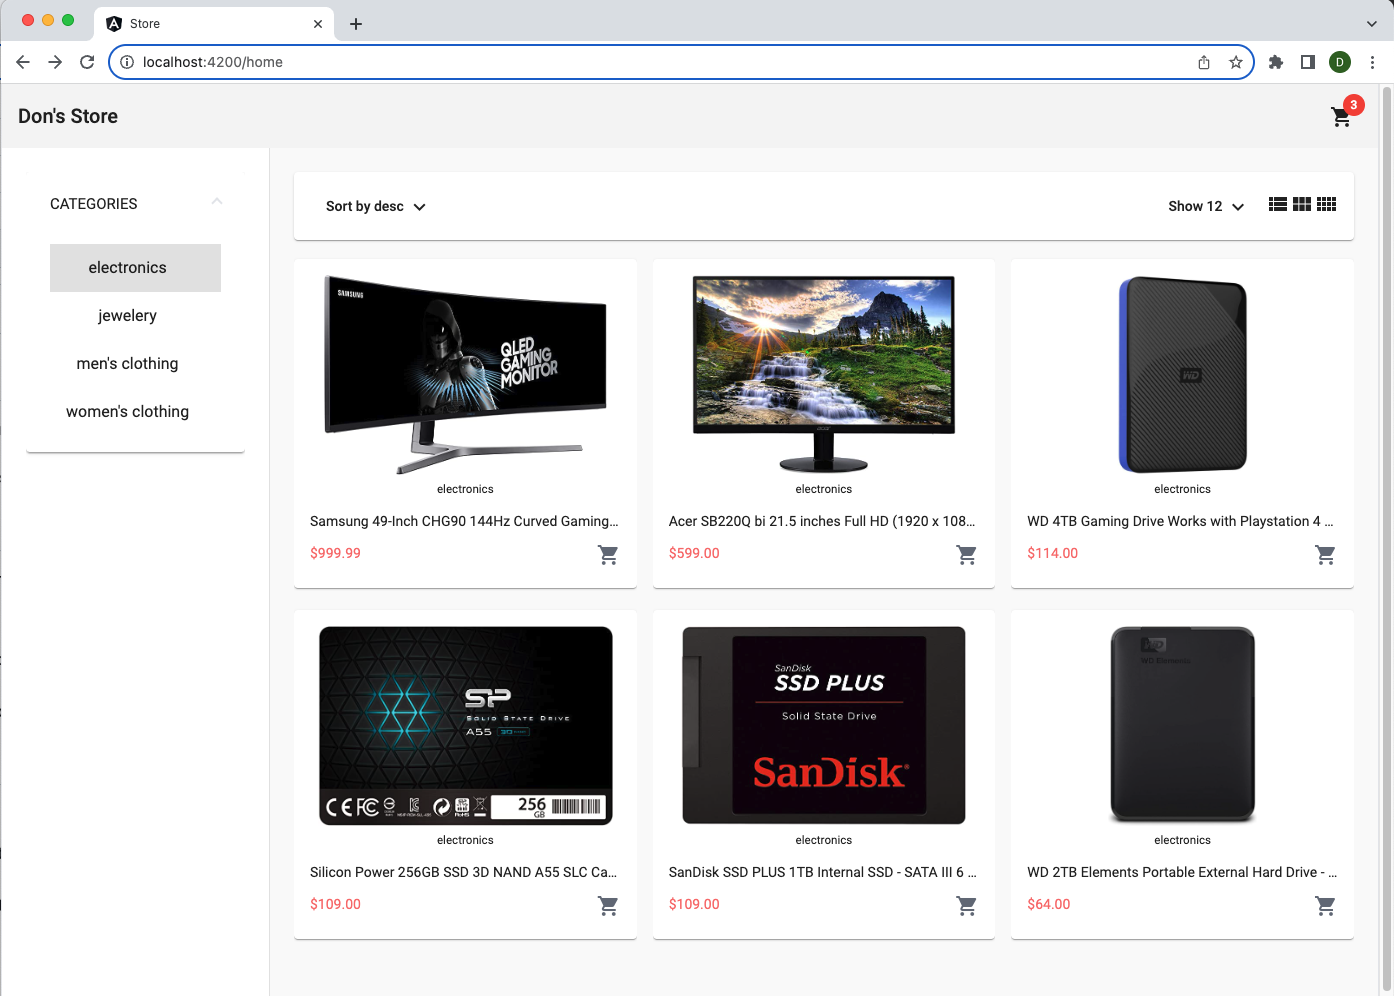 Store
localhost:4200/home
D
Don's Store
3
CATEGORIES
electronics
jewelery
men's clothing
women's clothing
Sort by desc
Show 12
SAMSUNG
QLED
GAMING
MONITOR
electronics
Samsung 49-Inch CHG90 144Hz Curved Gaming...
$999.99
acer
electronics
Acer SB220Q bi 21.5 inches Full HD (1920 x 108...
$599.00
WD
electronics
WD 4TB Gaming Drive Works with Playstation 4 ...
$114.00
SP
SOLID STATE DRIVE
A55
256
GB
electronics
Silicon Power 256GB SSD 3D NAND A55 SLC Ca...
$109.00
SanDisk
SSD PLUS
Solid State Drive
SanDisk
electronics
SanDisk SSD PLUS 1TB Internal SSD - SATA III 6 ...
$109.00
WD
WD Elements
electronics
WD 2TB Elements Portable External Hard Drive - ...
$64.00